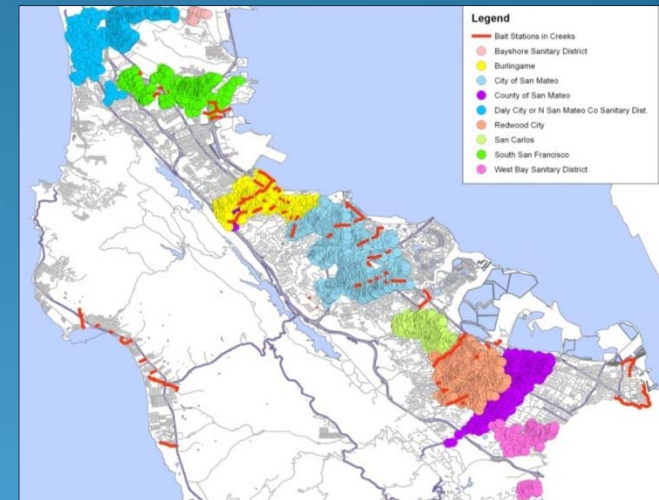 Legend
Bait Stations in Creeks
Bayshore Sanitary District
Burlingame
City of San Mateo
County of San Mateo
Daly City or N San Mateo Co Sanitary Dist.
Redwood City
San Carlos
South San Francisco
West Bay Sanitary District